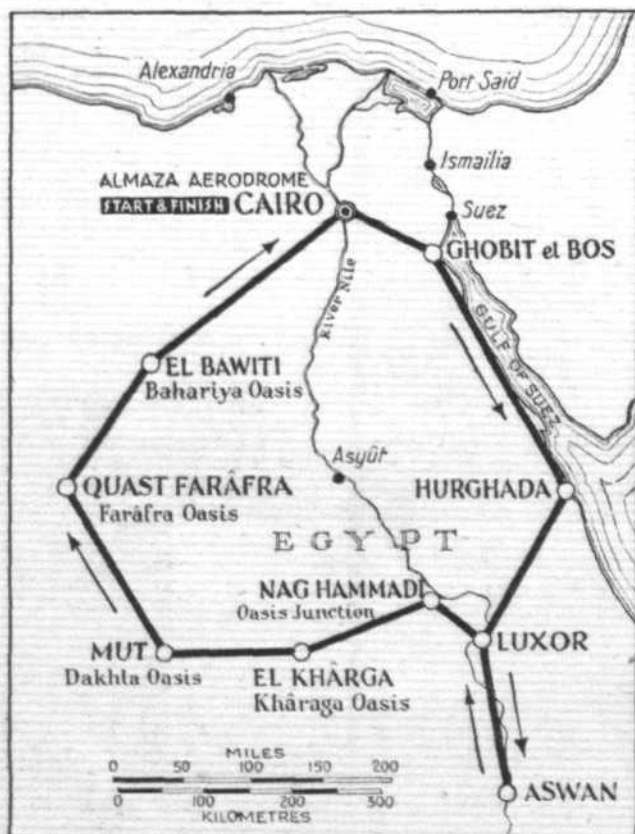 Alexandria
Port Said
Ismailia
ALMAZA AERODROME
START & FINISH CAIRO
Suez
GHOBIT el BOS
River Nile
GULF OF SUEZ
EL BAWITI
Bahariya Oasis
Asyût
QUAST FARÂFRA
Farâfra Oasis
HURGHADA
EGYPT
NAG HAMMADI
Oasis Junction
LUXOR
MUT
Dakhla Oasis
EL KHÂRGA
Khâraga Oasis
MILES
0 50 100 150 200
0 100 200 300
KILOMETRES
ASWAN